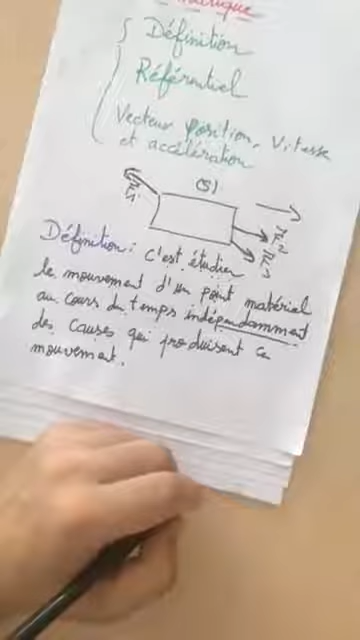 Définition
Référentiel
Vecteur position, vitesse
et accélération
(S)
Définition : c'est étudier
le mouvement d'un point matériel
au cours du temps indépendamment
des causes qui produisent ce
mouvement.